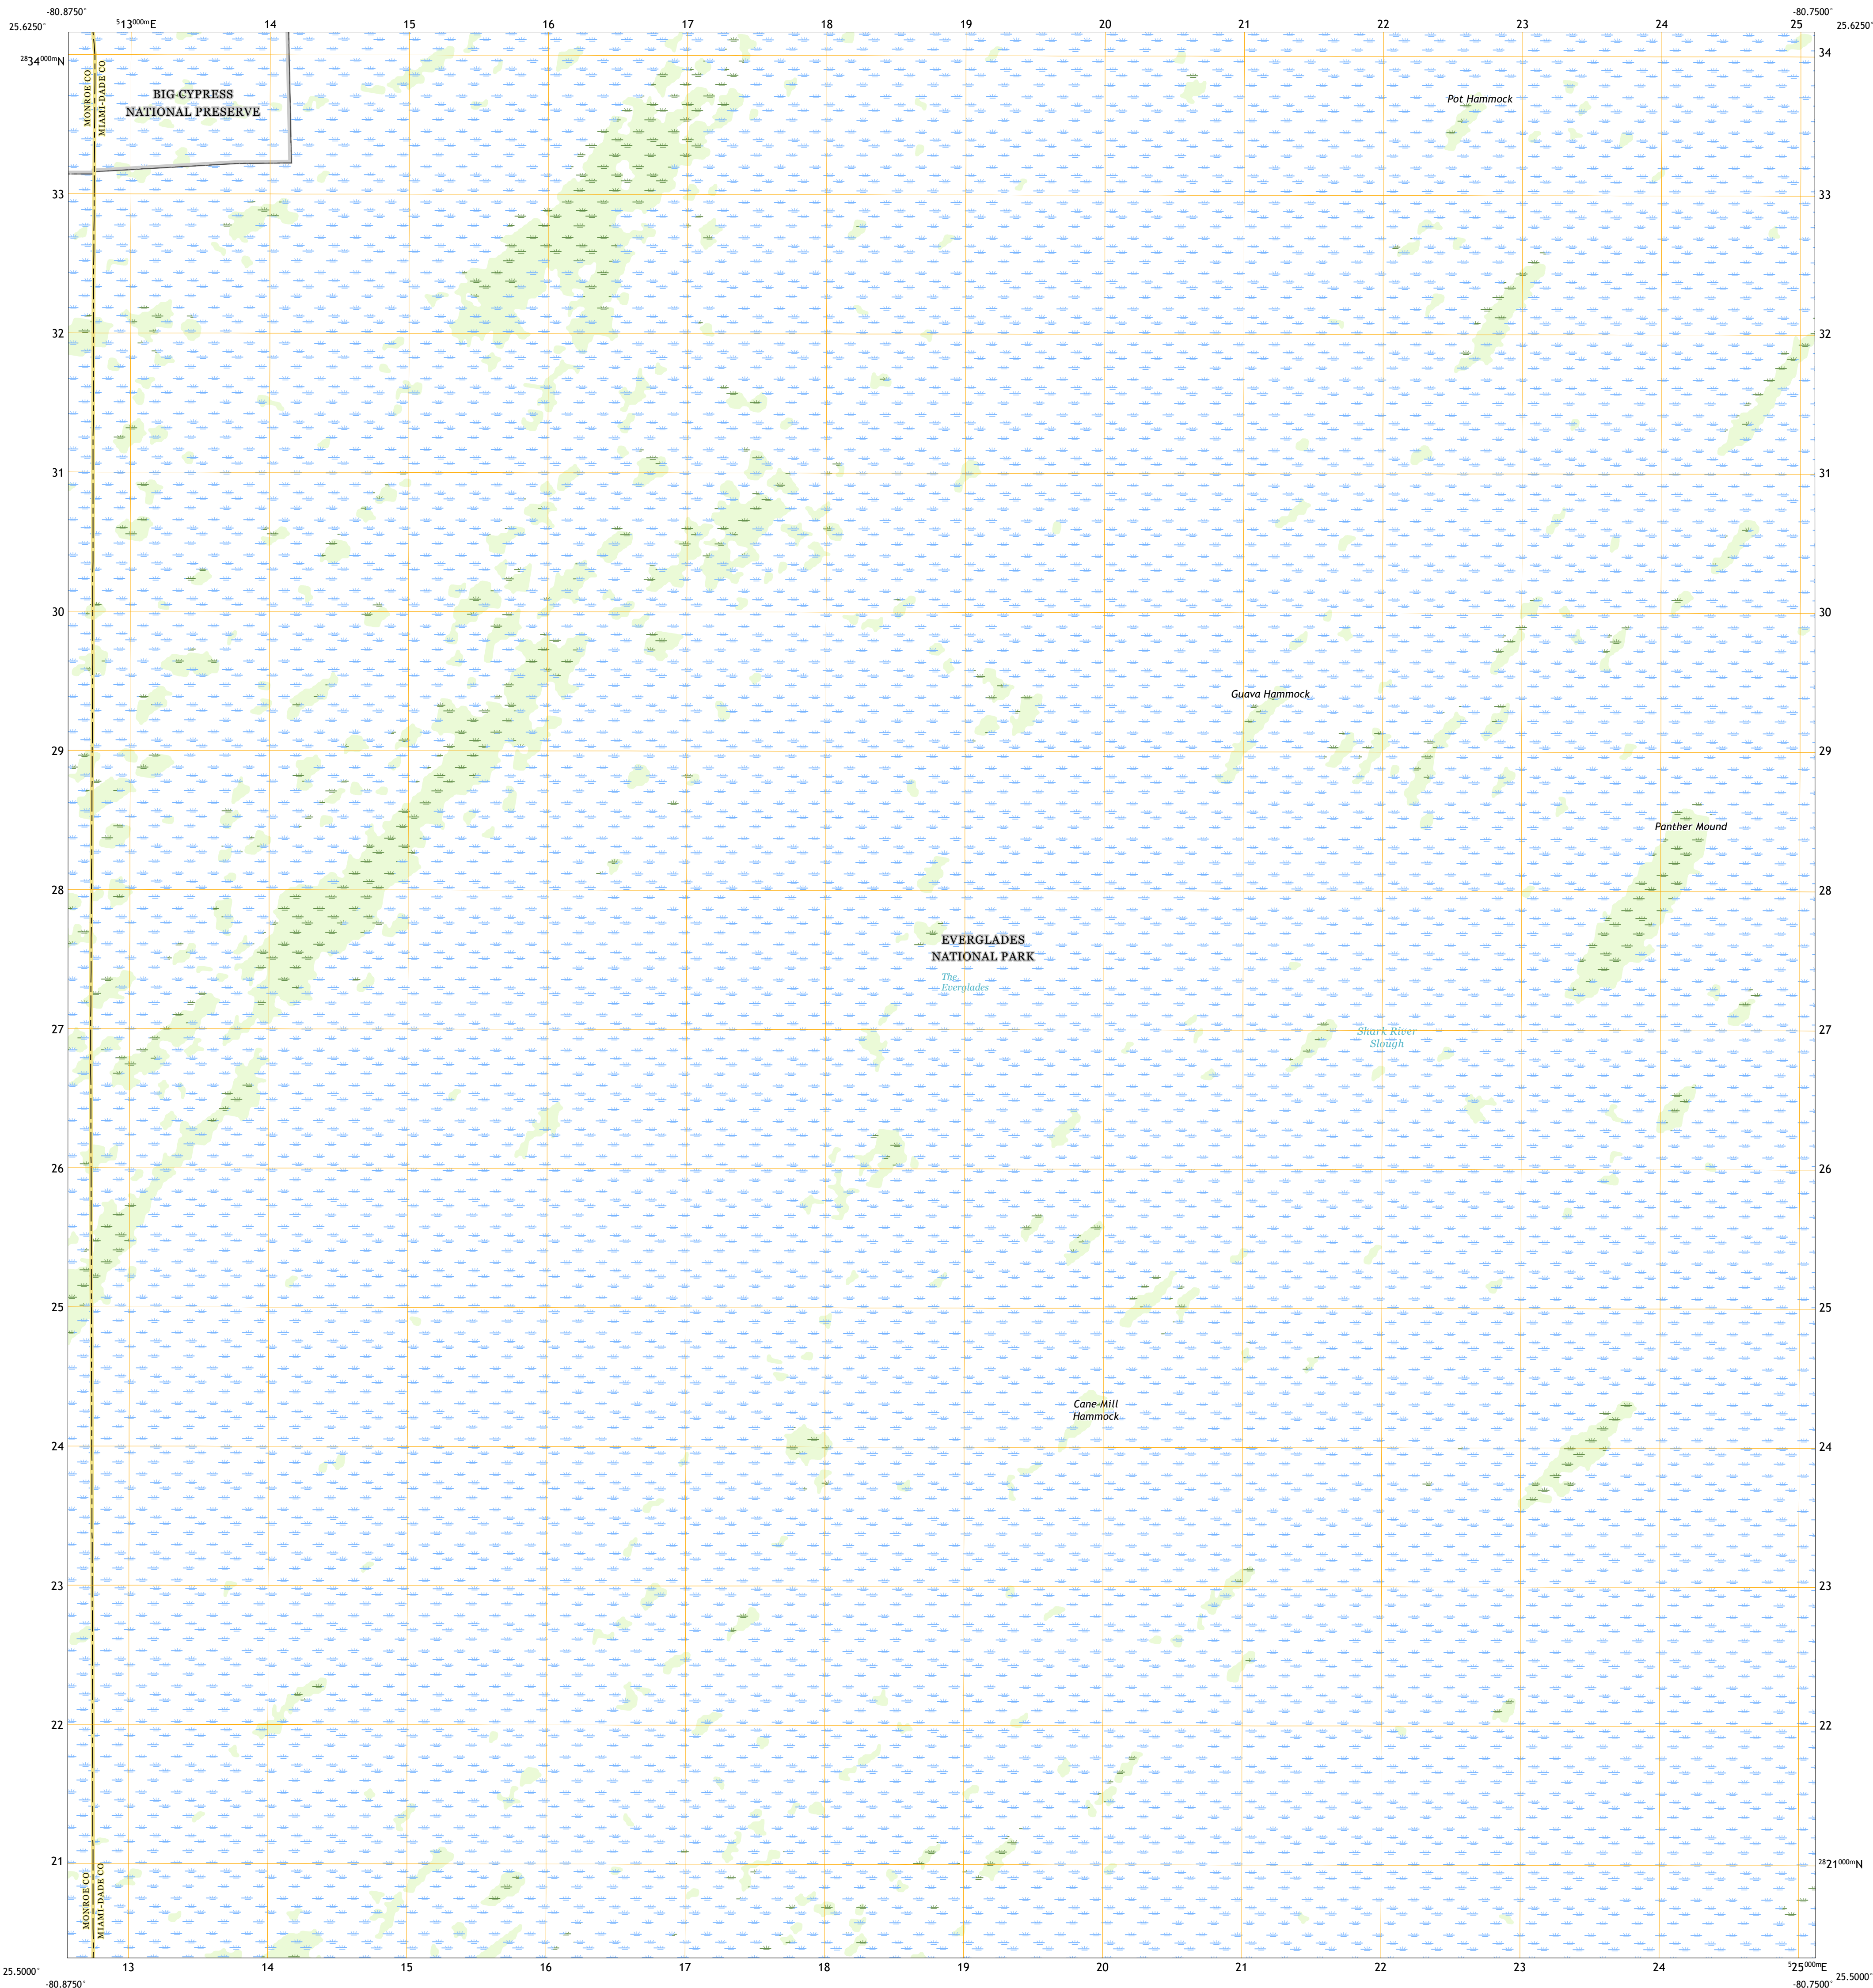 -80.8750° -80.7500°
25.6250° ⁵13⁰⁰⁰ᵐE 14 15 16 17 18 19 20 21 22 23 24 25 25.6250°
²⁸34⁰⁰⁰ᵐN 34
MONROE CO
MIAMI-DADE CO
BIG CYPRESS
NATIONAL PRESERVE
Pot Hammock
33 33
32 32
31 31
30 30
Guava Hammock
29 29
Panther Mound
28 28
EVERGLADES
NATIONAL PARK
The
Everglades
27 27
Shark River
Slough
26 26
25 25
Cane Mill
Hammock
24 24
23 23
22 22
21 ²⁸21⁰⁰⁰ᵐN
MONROE CO
MIAMI-DADE CO
25.5000° 13 14 15 16 17 18 19 20 21 22 23 24 ⁵25⁰⁰⁰ᵐE 25.5000°
-80.8750° -80.7500°